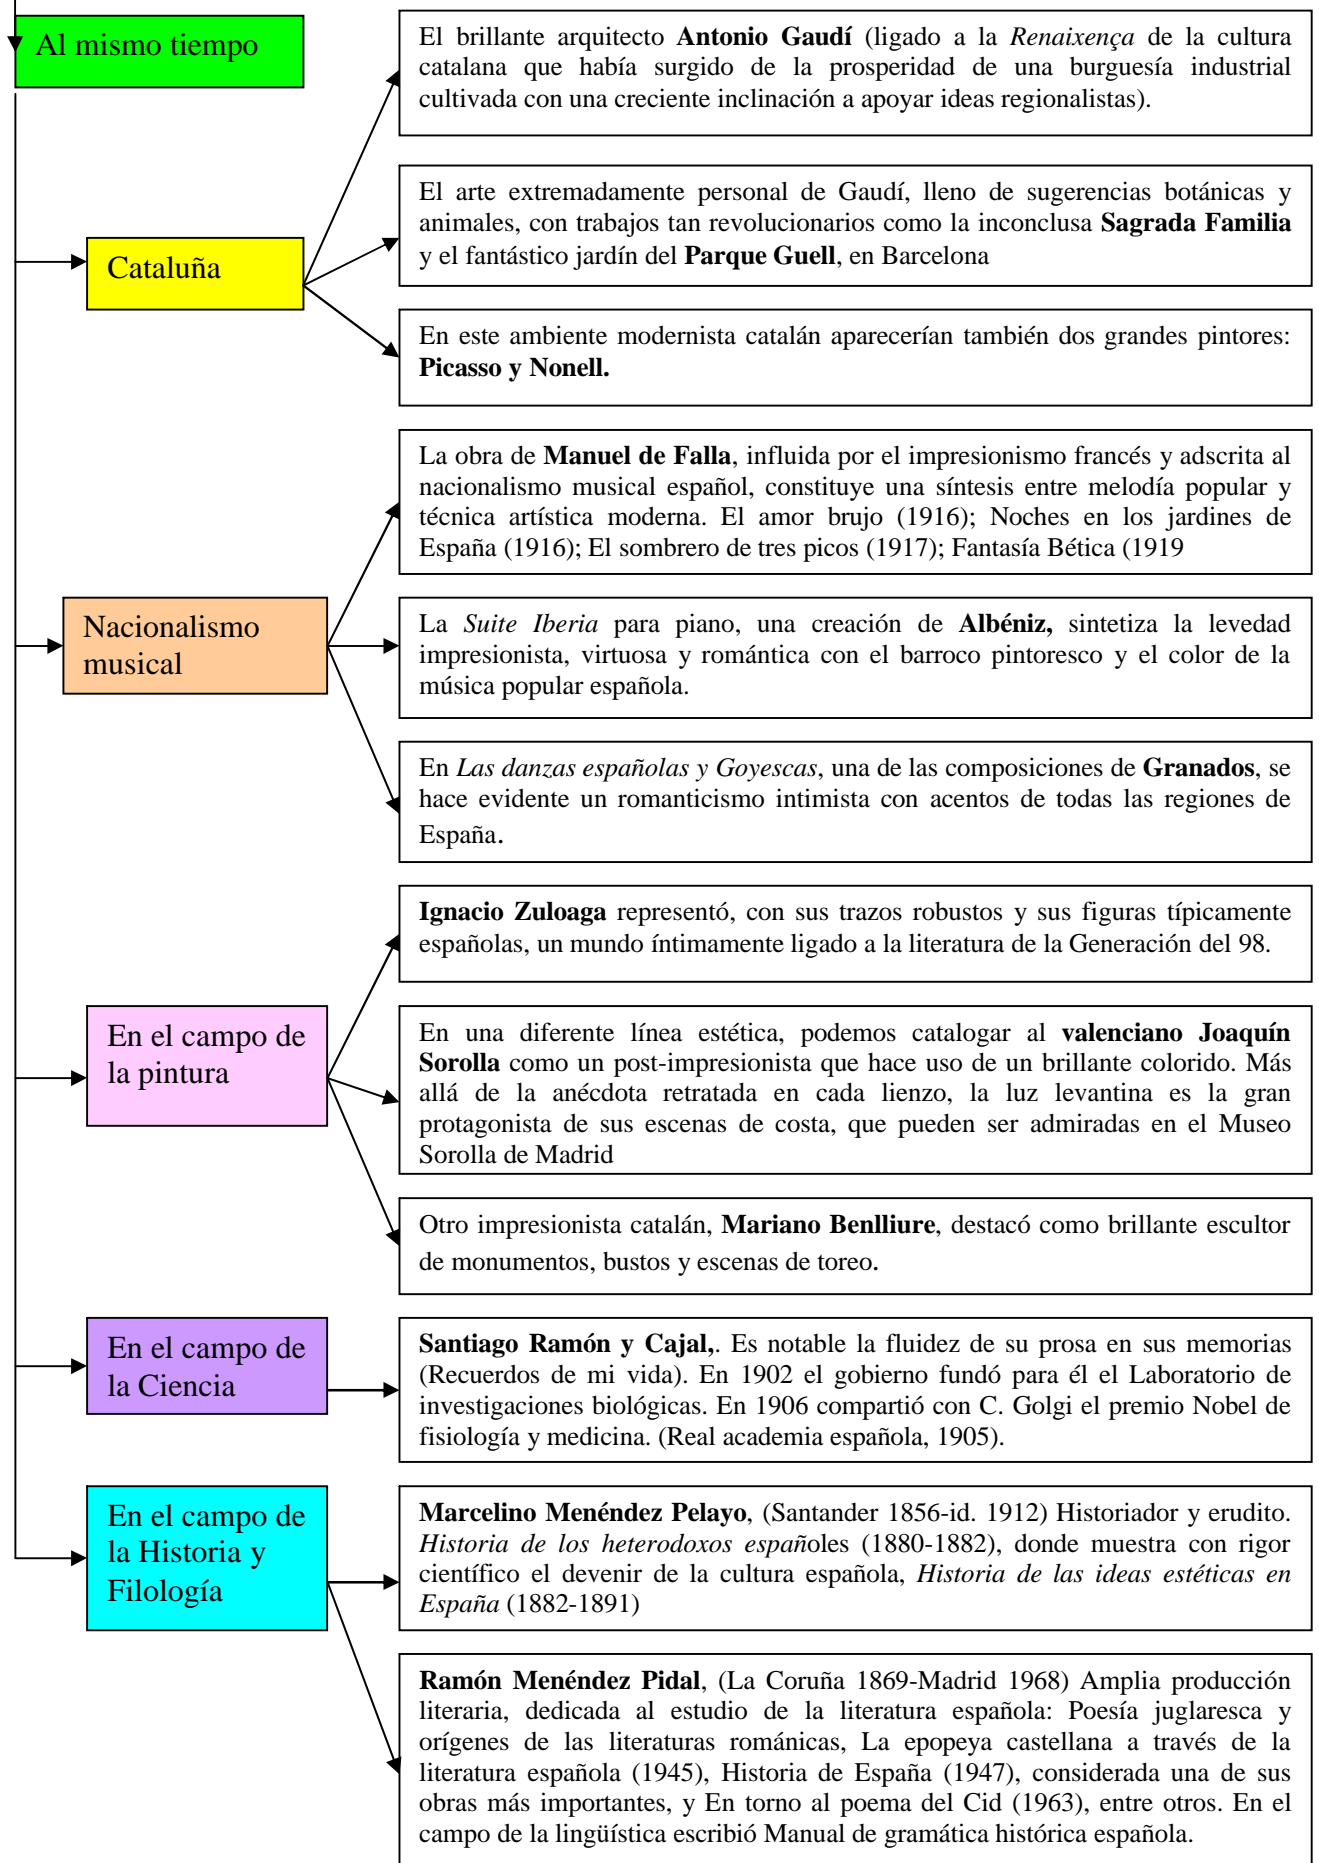 Al mismo tiempo
El brillante arquitecto Antonio Gaudí (ligado a la Renaixença de la cultura
catalana que había surgido de la prosperidad de una burguesía industrial
cultivada con una creciente inclinación a apoyar ideas regionalistas).
Cataluña
El arte extremadamente personal de Gaudí, lleno de sugerencias botánicas y
animales, con trabajos tan revolucionarios como la inconclusa Sagrada Familia
y el fantástico jardín del Parque Guell, en Barcelona
En este ambiente modernista catalán aparecerían también dos grandes pintores:
Picasso y Nonell.
Nacionalismo
musical
La obra de Manuel de Falla, influida por el impresionismo francés y adscrita al
nacionalismo musical español, constituye una síntesis entre melodía popular y
técnica artística moderna. El amor brujo (1916); Noches en los jardines de
España (1916); El sombrero de tres picos (1917); Fantasía Bética (1919
La Suite Iberia para piano, una creación de Albéniz, sintetiza la levedad
impresionista, virtuosa y romántica con el barroco pintoresco y el color de la
música popular española.
En Las danzas españolas y Goyescas, una de las composiciones de Granados, se
hace evidente un romanticismo intimista con acentos de todas las regiones de
España.
En el campo de
la pintura
Ignacio Zuloaga representó, con sus trazos robustos y sus figuras típicamente
españolas, un mundo íntimamente ligado a la literatura de la Generación del 98.
En una diferente línea estética, podemos catalogar al valenciano Joaquín
Sorolla como un post-impresionista que hace uso de un brillante colorido. Más
allá de la anécdota retratada en cada lienzo, la luz levantina es la gran
protagonista de sus escenas de costa, que pueden ser admiradas en el Museo
Sorolla de Madrid
Otro impresionista catalán, Mariano Benlliure, destacó como brillante escultor
de monumentos, bustos y escenas de toreo.
En el campo de
la Ciencia
Santiago Ramón y Cajal,. Es notable la fluidez de su prosa en sus memorias
(Recuerdos de mi vida). En 1902 el gobierno fundó para él el Laboratorio de
investigaciones biológicas. En 1906 compartió con C. Golgi el premio Nobel de
fisiología y medicina. (Real academia española, 1905).
En el campo de
la Historia y
Filología
Marcelino Menéndez Pelayo, (Santander 1856-id. 1912) Historiador y erudito.
Historia de los heterodoxos españoles (1880-1882), donde muestra con rigor
científico el devenir de la cultura española, Historia de las ideas estéticas en
España (1882-1891)
Ramón Menéndez Pidal, (La Coruña 1869-Madrid 1968) Amplia producción
literaria, dedicada al estudio de la literatura española: Poesía juglaresca y
orígenes de las literaturas románicas, La epopeya castellana a través de la
literatura española (1945), Historia de España (1947), considerada una de sus
obras más importantes, y En torno al poema del Cid (1963), entre otros. En el
campo de la lingüística escribió Manual de gramática histórica española.